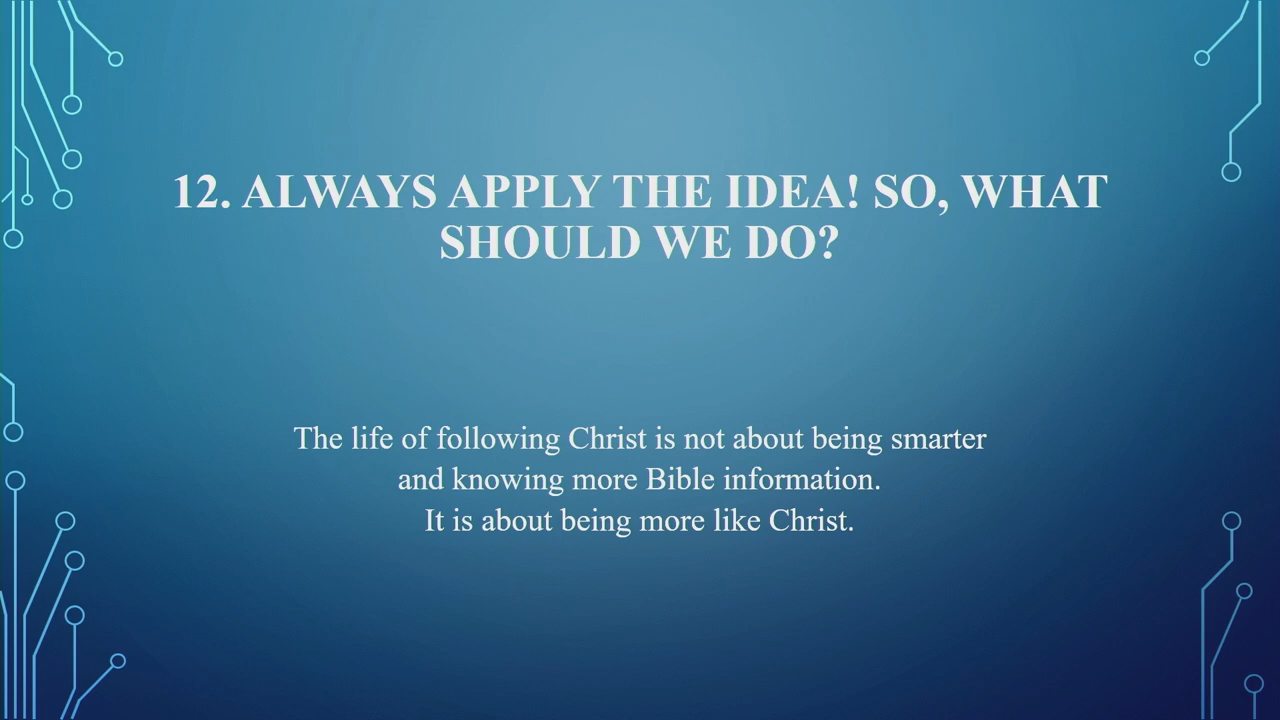 12. ALWAYS APPLY THE IDEA! SO, WHAT
SHOULD WE DO?
The life of following Christ is not about being smarter
and knowing more Bible information.
It is about being more like Christ.